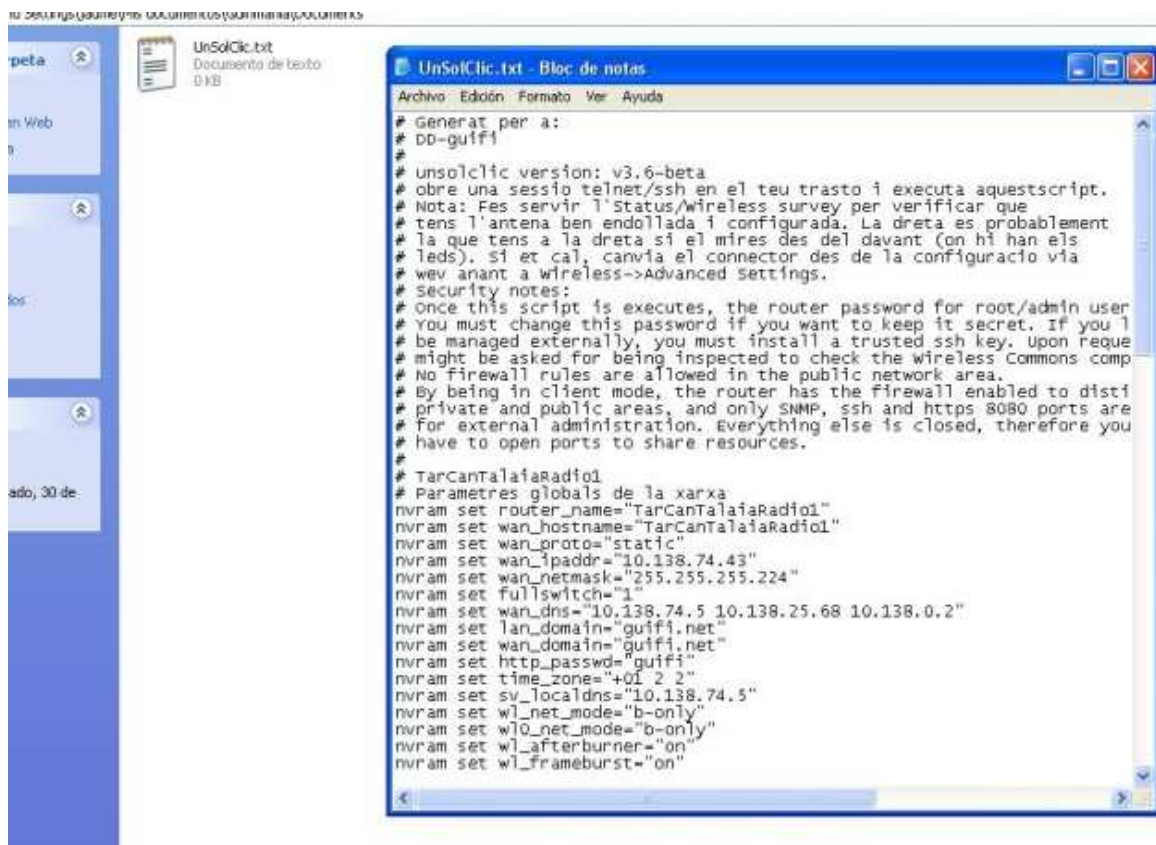 UnSolClic.txt
Documento de texto
0 KB
peta
an Web
ado, 30 de
UnSolClic.txt - Bloc de notas
Archivo Edición Formato Ver Ayuda
# Generat per a:
# DD-guifi
#
# unsolclic version: v3.6-beta
# obre una sessio telnet/ssh en el teu trasto i executa aquestscript.
# Nota: Fes servir l'Status/Wireless survey per verificar que
# tens l'antena ben endollada i configurada. La dreta es probablement
# la que tens a la dreta si el mires des del davant (on hi han els
# leds). Si et cal, canvia el connector des de la configuracio via
# wev anant a Wireless->Advanced Settings.
# Security notes:
# Once this script is executes, the router password for root/admin user
# You must change this password if you want to keep it secret. If you l
# be managed externally, you must install a trusted ssh key. Upon reque
# might be asked for being inspected to check the Wireless Commons comp
# No firewall rules are allowed in the public network area.
# By being in client mode, the router has the firewall enabled to disti
# private and public areas, and only SNMP, ssh and https 8080 ports are
# for external administration. Everything else is closed, therefore you
# have to open ports to share resources.
#
# TarCanTalaiaRadio1
# Parametres globals de la xarxa
nvram set router_name="TarCanTalaiaRadio1"
nvram set wan_hostname="TarCanTalaiaRadio1"
nvram set wan_proto="static"
nvram set wan_ipaddr="10.138.74.43"
nvram set wan_netmask="255.255.255.224"
nvram set fullswitch="1"
nvram set wan_dns="10.138.74.5 10.138.25.68 10.138.0.2"
nvram set lan_domain="guifi.net"
nvram set wan_domain="guifi.net"
nvram set http_passwd="guifi"
nvram set time_zone="+01 2 2"
nvram set sv_localdns="10.138.74.5"
nvram set wl_net_mode="b-only"
nvram set wl0_net_mode="b-only"
nvram set wl_afterburner="on"
nvram set wl_frameburst="on"